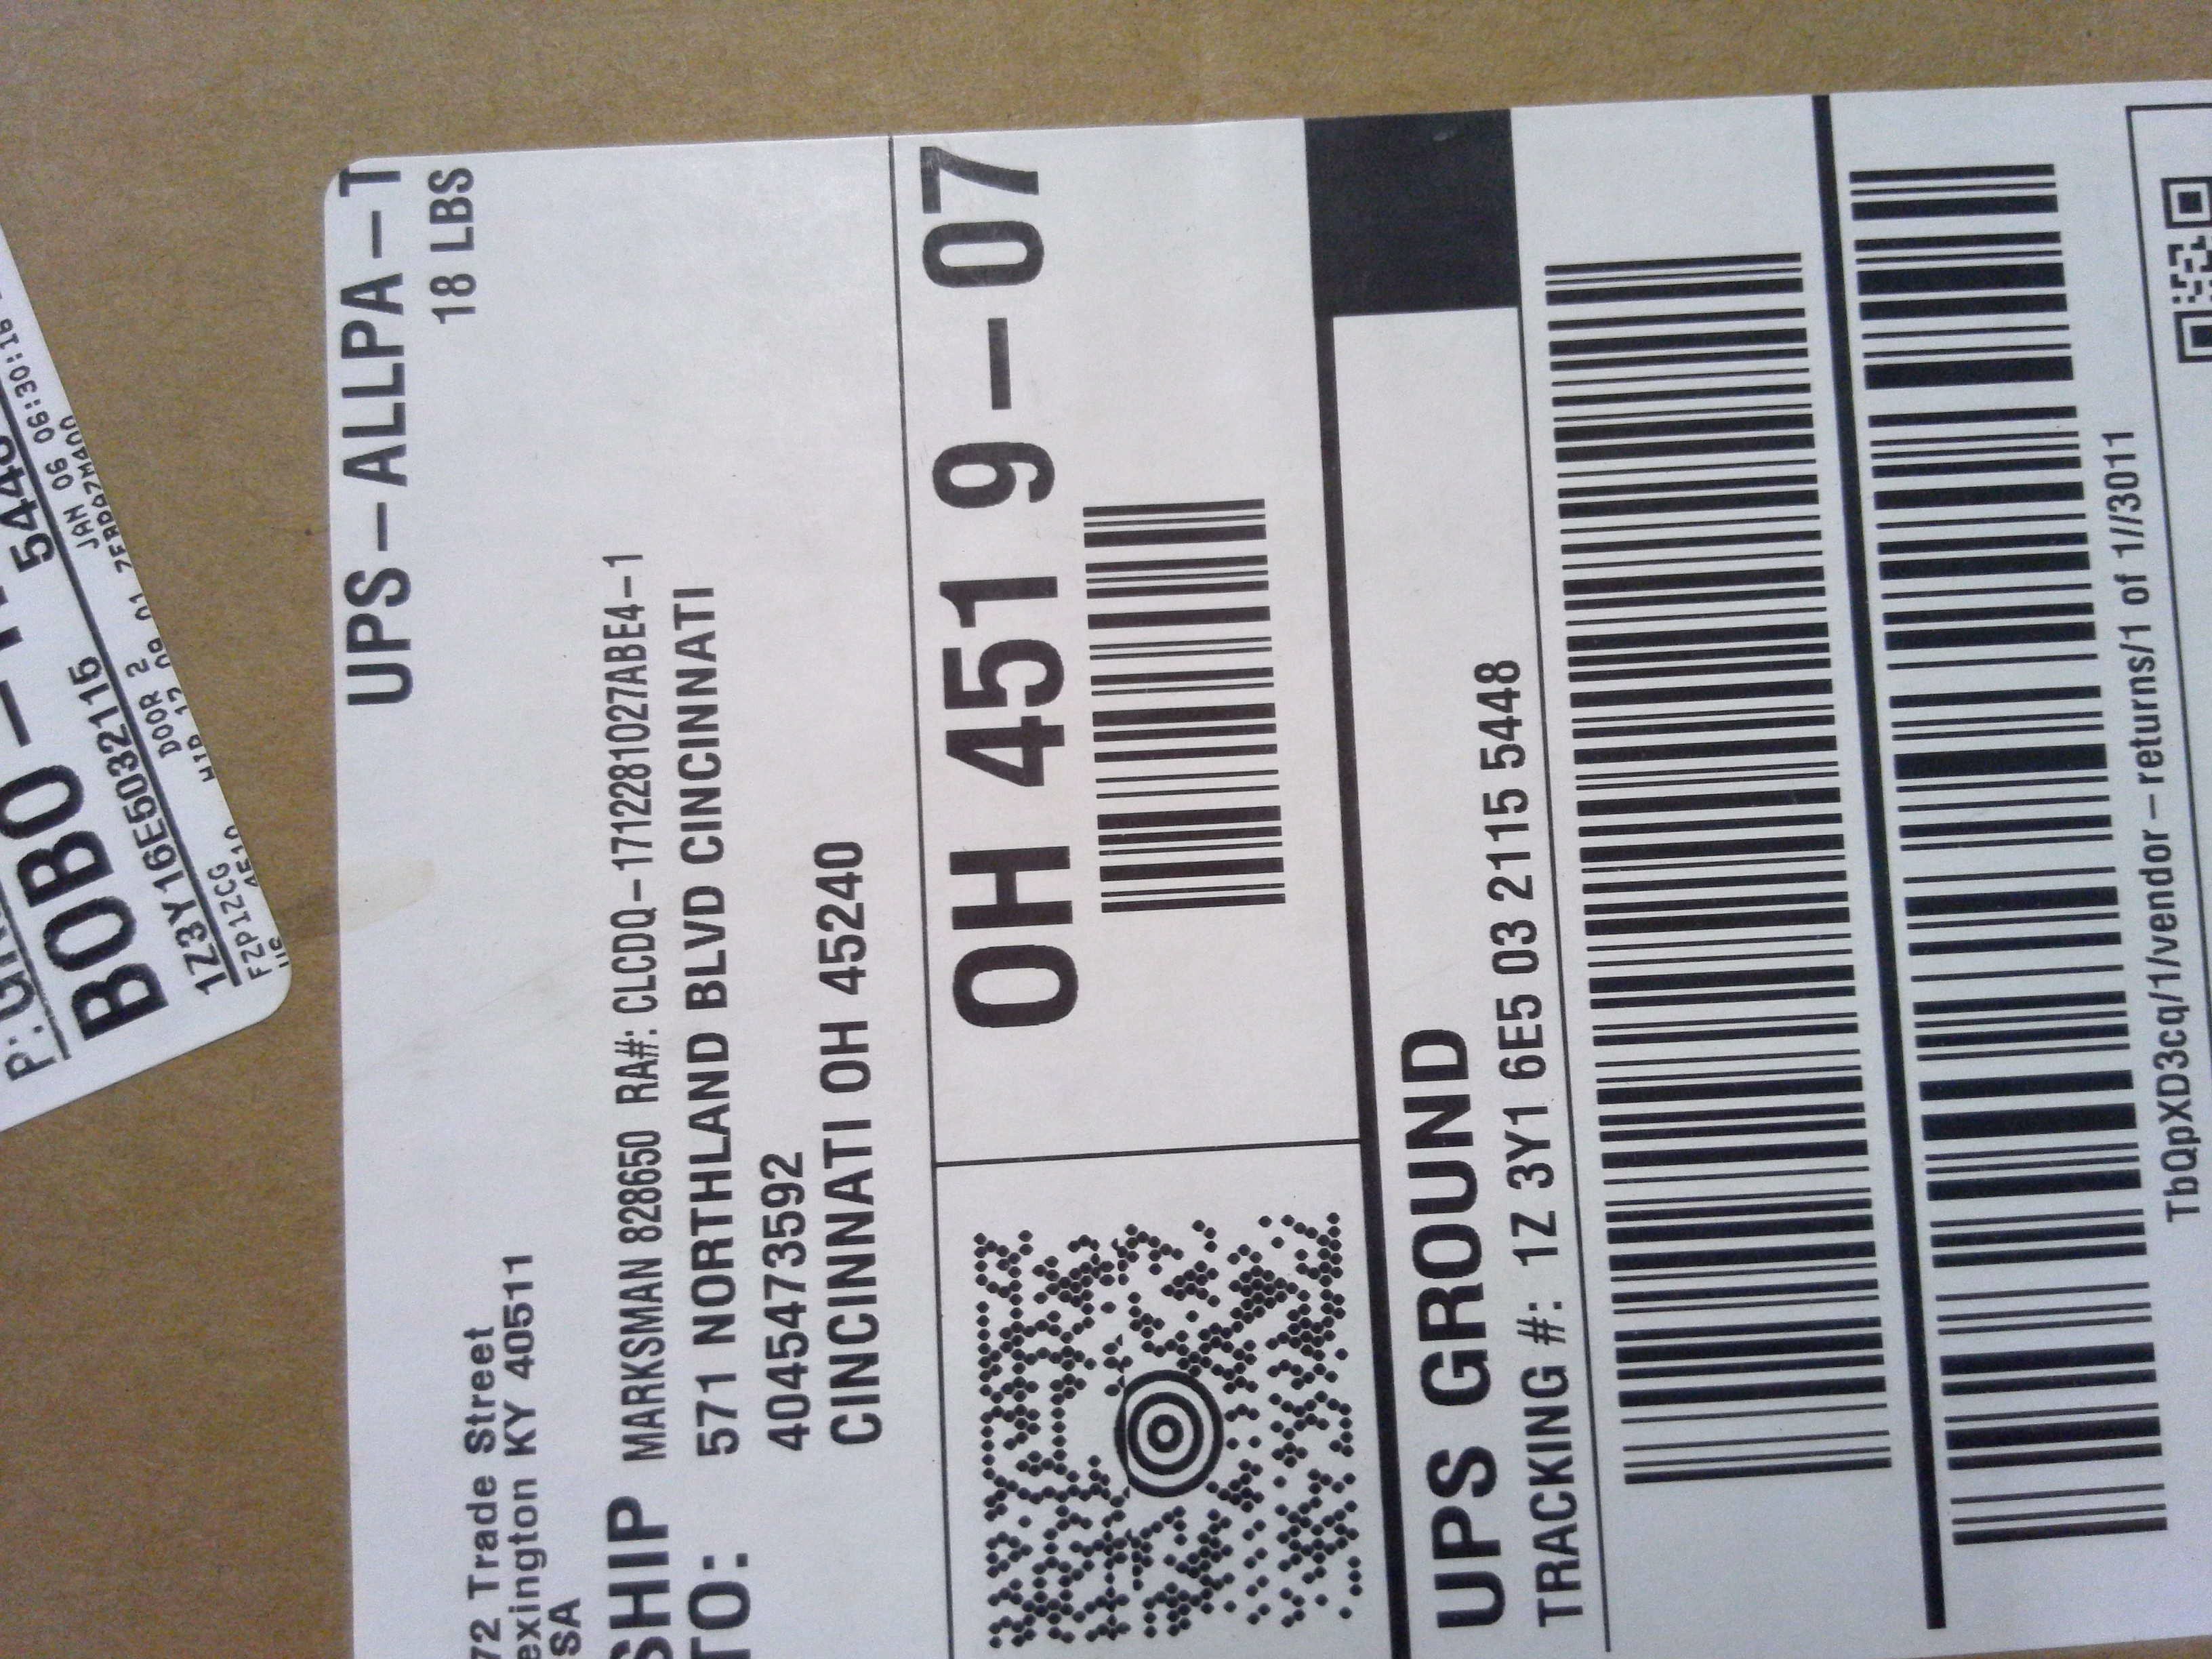 UPS-ALLPA-T
18 LBS
72 Trade Street
exington KY 40511
SA
SHIP
TO:
MARKSMAN 828650 RA#: CLCDQ-1712281027ABE4-1
571 NORTHLAND BLVD CINCINNATI
4045473592
CINCINNATI OH 45240
OH 451 9-07
UPS GROUND
TRACKING #: 1Z 3Y1 6E5 03 2115 5448
TbQpXD3cq/1/vendor-returns/1 of 1//3011
BOBO-
1Z3Y16E5032115
DOOR 2
JAN 06 06:30:1
FZP1ZCG